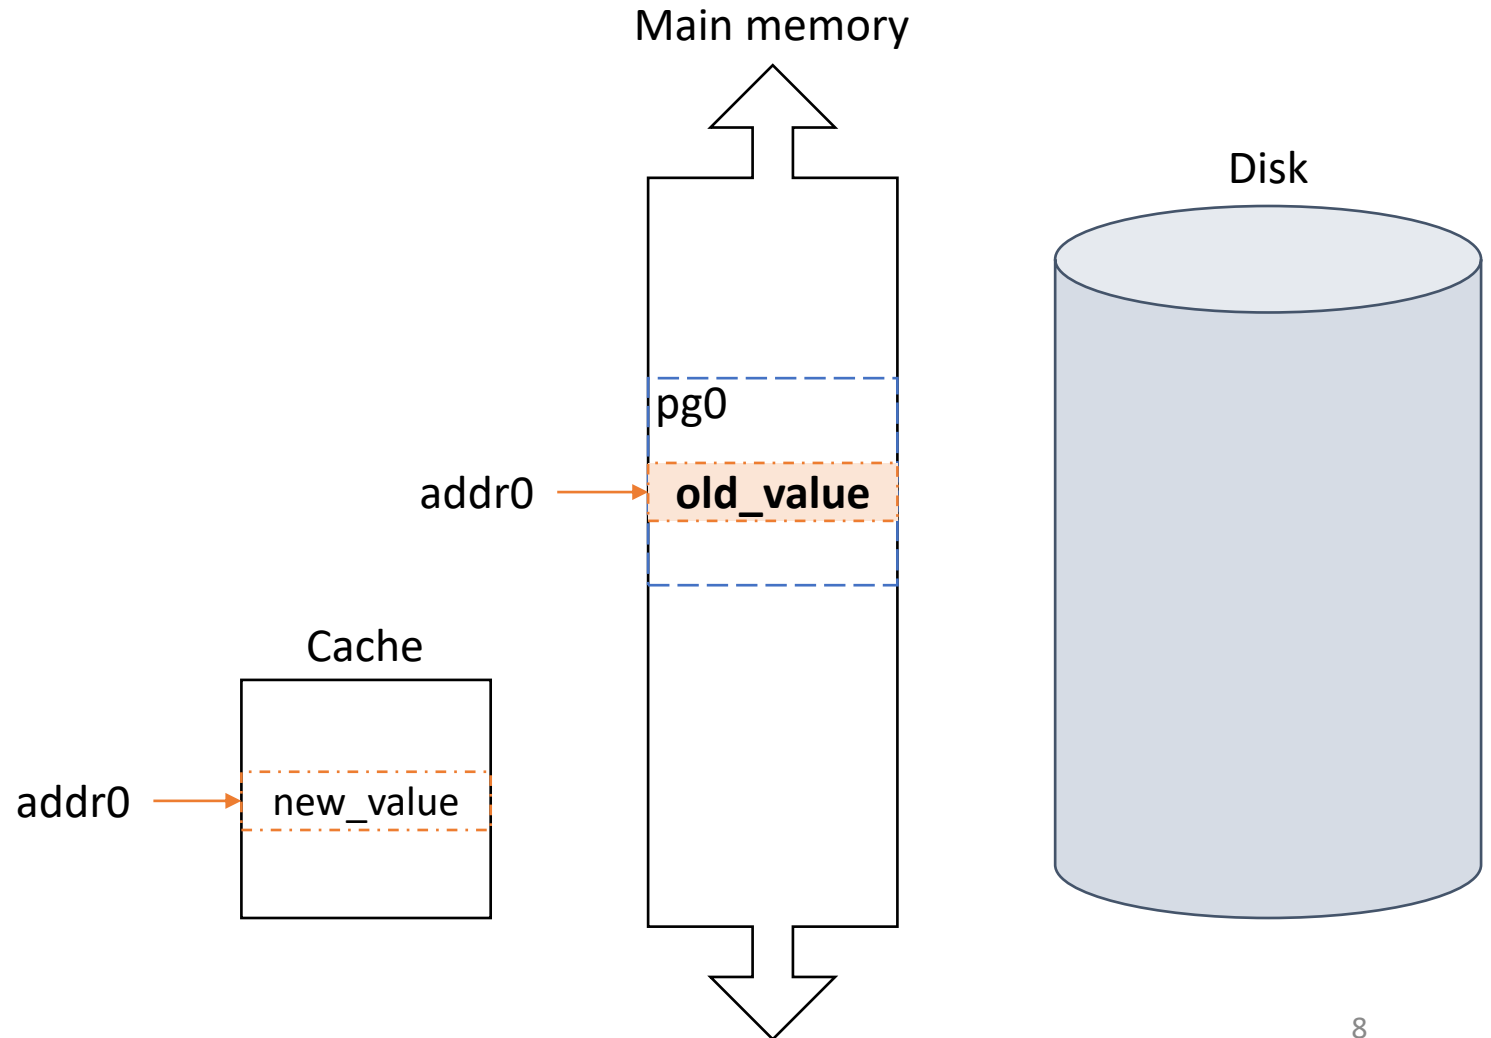 Main memory
Disk
pg0
addr0
old_value
Cache
addr0
new_value
8